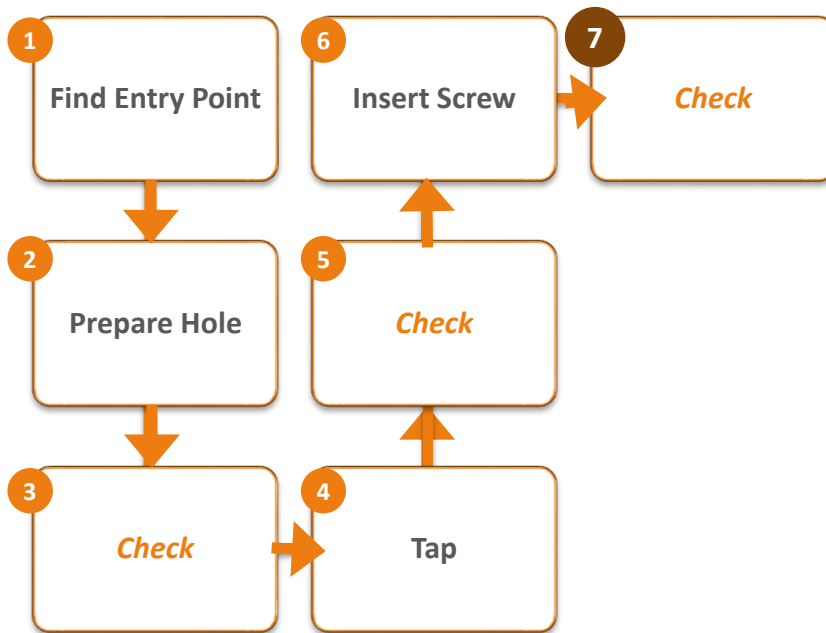 1
Find Entry Point
2
Prepare Hole
3
Check
4
Tap
5
Check
6
Insert Screw
7
Check